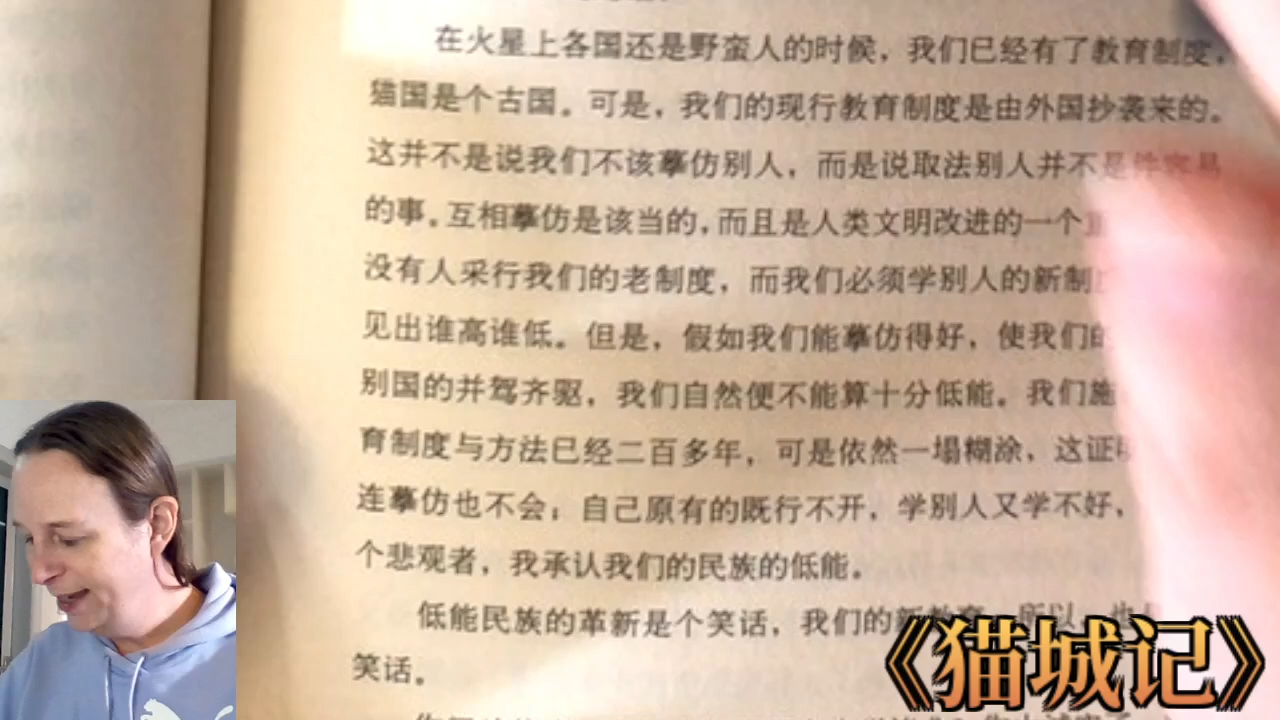 在火星上各国还是野蛮人的时候，我们已经有了教育制度，
猫国是个古国。可是，我们的现行教育制度是由外国抄袭来的。
这并不是说我们不该摹仿别人，而是说取法别人并不是件容易
的事。互相摹仿是该当的，而且是人类文明改进的一个
没有人采行我们的老制度，而我们必须学别人的新制
见出谁高谁低。但是，假如我们能摹仿得好，使我们的
别国的并驾齐驱，我们自然便不能算十分低能。我们施
育制度与方法已经二百多年，可是依然一塌糊涂，这证
连摹仿也不会；自己原有的既行不开，学别人又学不好，
个悲观者，我承认我们的民族的低能。
低能民族的革新是个笑话，我们的新教育，所以，也
笑话。
《猫城记》